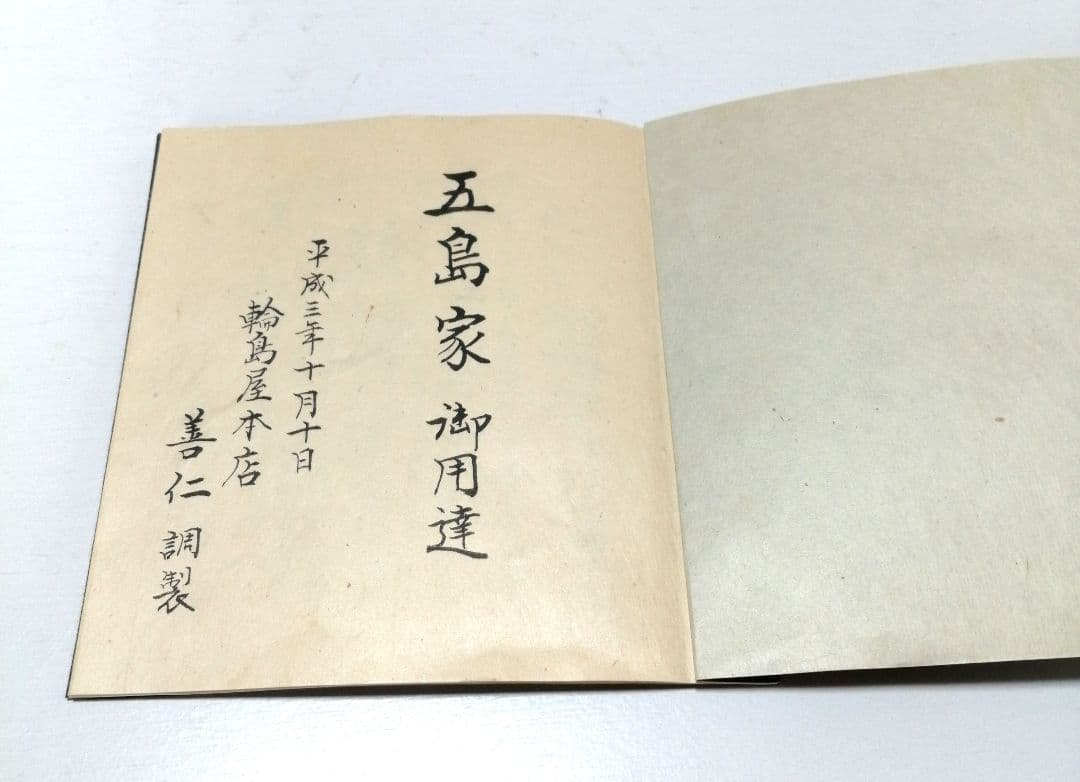 五島家 御用達
平成三年十月十日
輪島屋本店
善仁 調製